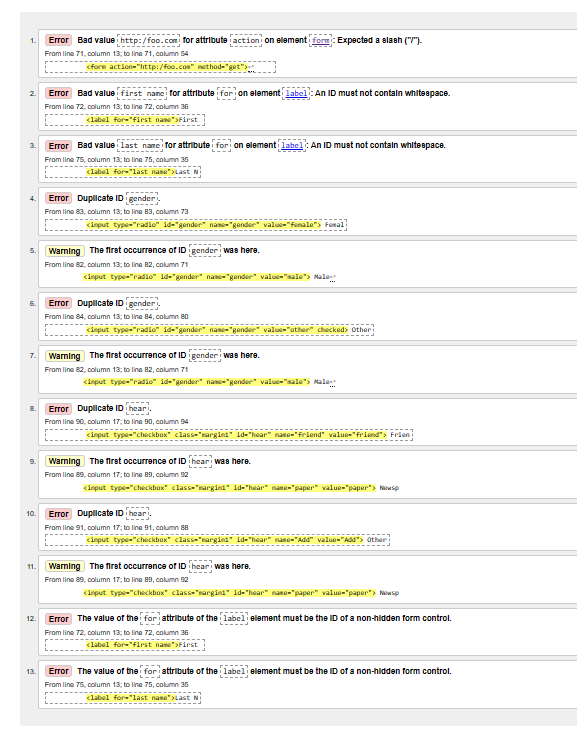 1. Error Bad value http:/foo.com for attribute action on element form: Expected a slash ("/").
From line 71, column 13; to line 71, column 54
<form action="http:/foo.com" method="get">↩
2. Error Bad value first name for attribute for on element label: An ID must not contain whitespace.
From line 72, column 13; to line 72, column 36
<label for="first name">First
3. Error Bad value last name for attribute for on element label: An ID must not contain whitespace.
From line 75, column 13; to line 75, column 35
<label for="last name">Last N
4. Error Duplicate ID gender.
From line 83, column 13; to line 83, column 73
<input type="radio" id="gender" name="gender" value="female"> Femal
5. Warning The first occurrence of ID gender was here.
From line 82, column 13; to line 82, column 71
<input type="radio" id="gender" name="gender" value="male"> Male↩
6. Error Duplicate ID gender.
From line 84, column 13; to line 84, column 80
<input type="radio" id="gender" name="gender" value="other" checked> Other
7. Warning The first occurrence of ID gender was here.
From line 82, column 13; to line 82, column 71
<input type="radio" id="gender" name="gender" value="male"> Male↩
8. Error Duplicate ID hear.
From line 90, column 17; to line 90, column 94
<input type="checkbox" class="margin1" id="hear" name="friend" value="friend"> Frien
9. Warning The first occurrence of ID hear was here.
From line 89, column 17; to line 89, column 92
<input type="checkbox" class="margin1" id="hear" name="paper" value="paper"> Newsp
10. Error Duplicate ID hear.
From line 91, column 17; to line 91, column 88
<input type="checkbox" class="margin1" id="hear" name="Add" value="Add"> Other
11. Warning The first occurrence of ID hear was here.
From line 89, column 17; to line 89, column 92
<input type="checkbox" class="margin1" id="hear" name="paper" value="paper"> Newsp
12. Error The value of the for attribute of the label element must be the ID of a non-hidden form control.
From line 72, column 13; to line 72, column 36
<label for="first name">First
13. Error The value of the for attribute of the label element must be the ID of a non-hidden form control.
From line 75, column 13; to line 75, column 35
<label for="last name">Last N